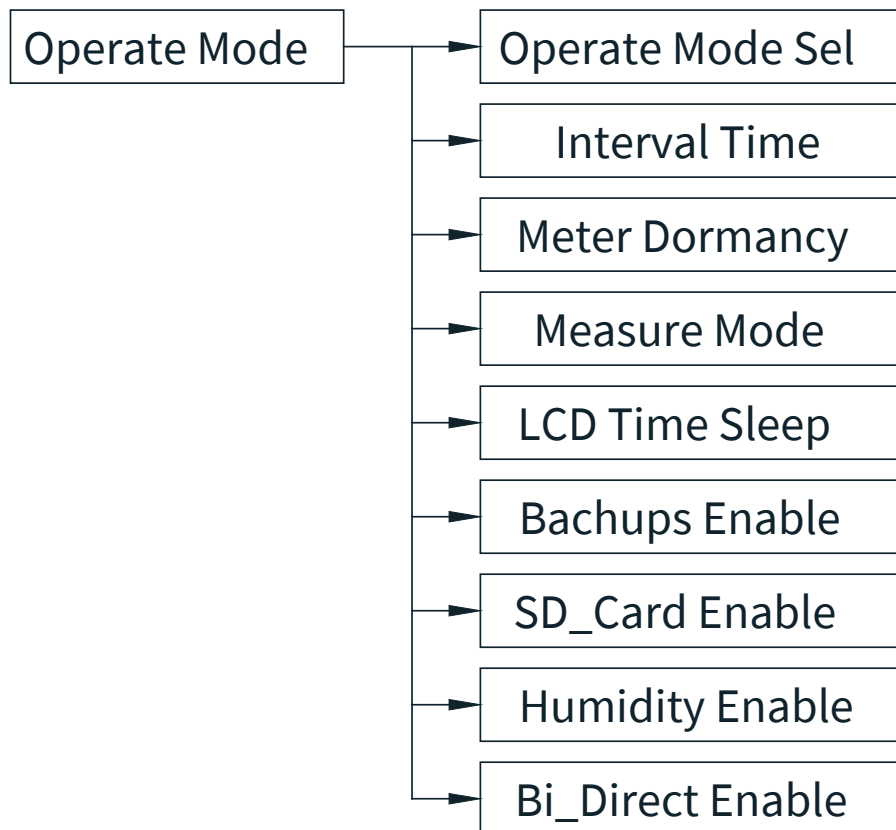 Operate Mode
Operate Mode Sel
Interval Time
Meter Dormancy
Measure Mode
LCD Time Sleep
Bachups Enable
SD_Card Enable
Humidity Enable
Bi_Direct Enable